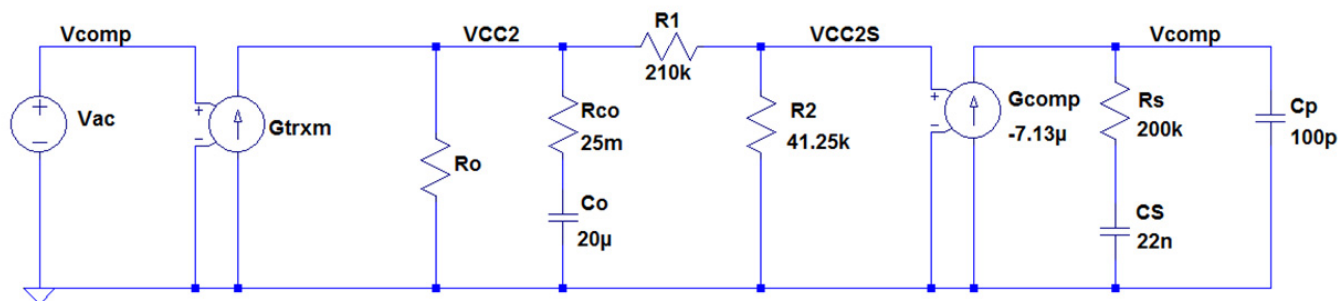 Vcomp
Vac
+
−
+
−
Gtrxm
VCC2
Ro
Rco
25m
Co
20µ
R1
210k
VCC2S
R2
41.25k
+
−
Gcomp
-7.13µ
Vcomp
Rs
200k
CS
22n
Cp
100p